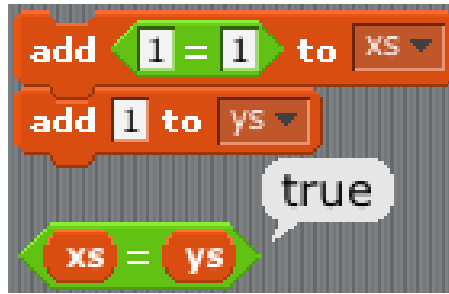 add 1 = 1 to xs
add 1 to ys
true
xs = ys